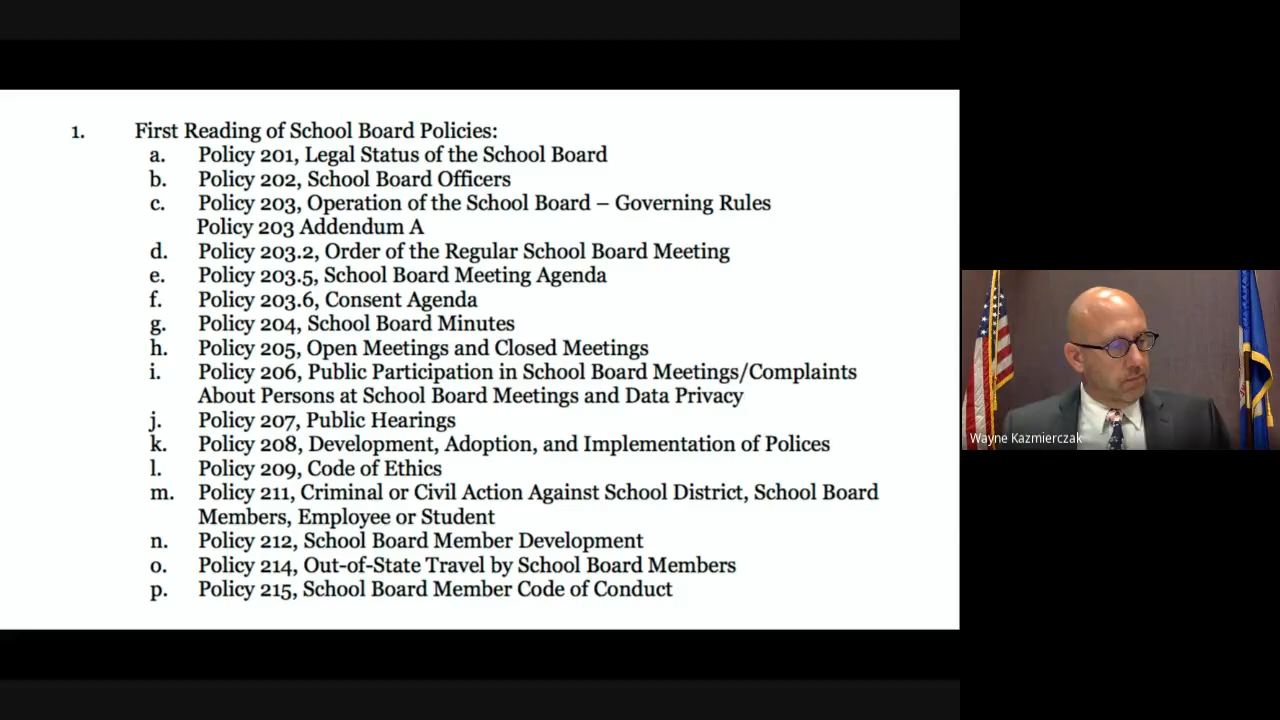 1. First Reading of School Board Policies:
a. Policy 201, Legal Status of the School Board
b. Policy 202, School Board Officers
c. Policy 203, Operation of the School Board – Governing Rules
Policy 203 Addendum A
d. Policy 203.2, Order of the Regular School Board Meeting
e. Policy 203.5, School Board Meeting Agenda
f. Policy 203.6, Consent Agenda
g. Policy 204, School Board Minutes
h. Policy 205, Open Meetings and Closed Meetings
i. Policy 206, Public Participation in School Board Meetings/Complaints
About Persons at School Board Meetings and Data Privacy
j. Policy 207, Public Hearings
k. Policy 208, Development, Adoption, and Implementation of Polices
l. Policy 209, Code of Ethics
m. Policy 211, Criminal or Civil Action Against School District, School Board
Members, Employee or Student
n. Policy 212, School Board Member Development
o. Policy 214, Out-of-State Travel by School Board Members
p. Policy 215, School Board Member Code of Conduct
Wayne Kazmierczak